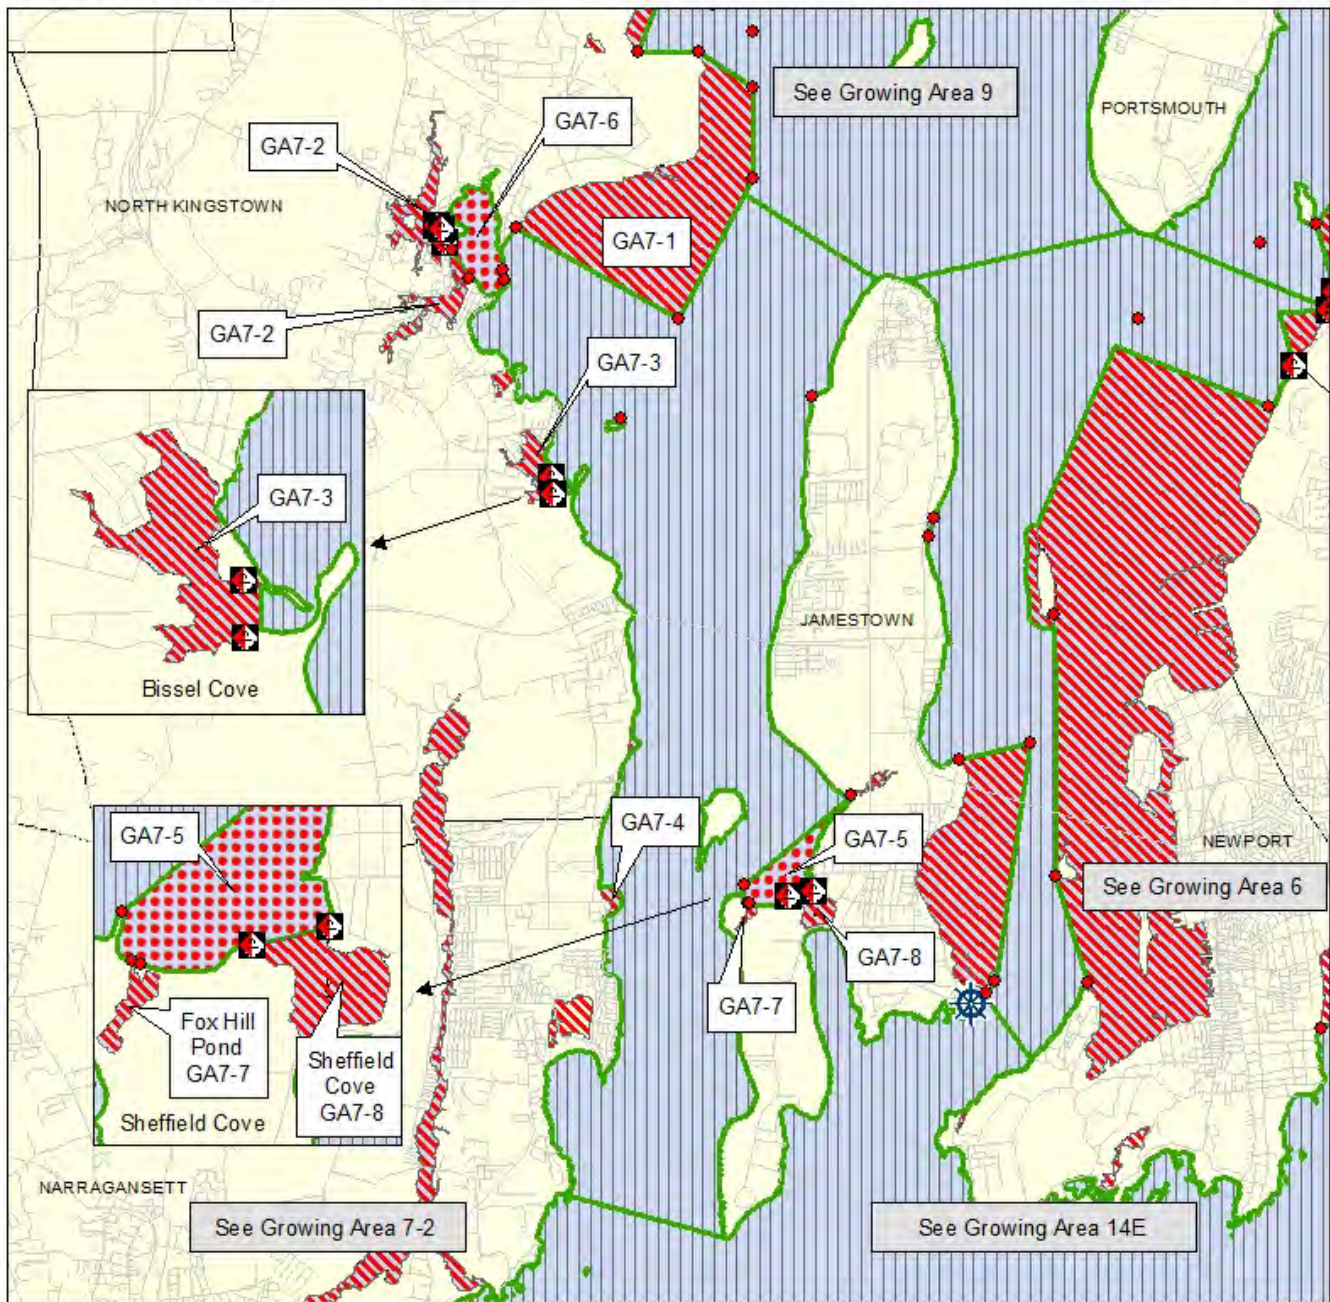 See Growing Area 9
PORTSMOUTH
GA7-6
GA7-2
NORTH KINGSTOWN
GA7-1
GA7-2
GA7-3
GA7-3
Bissel Cove
JAMESTOWN
GA7-4
GA7-5
GA7-5
NEWPORT
See Growing Area 6
GA7-8
GA7-7
Fox Hill
Pond
GA7-7
Sheffield
Cove
GA7-8
Sheffield Cove
NARRAGANSETT
See Growing Area 7-2
See Growing Area 14E